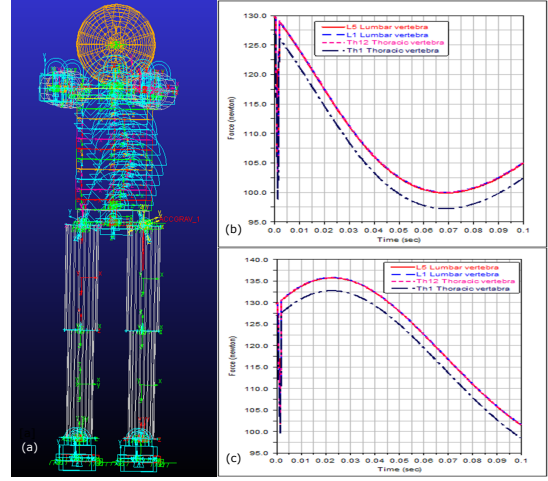 (a)
130.0
125.0
120.0
115.0
110.0
105.0
100.0
95.0
Force (newton)
L5 Lumbar vertebra
L1 Lumbar vertebra
Th12 Thoracic vertebra
Th1 Thoracic vertebra
0.0 0.01 0.02 0.03 0.04 0.05 0.06 0.07 0.08 0.09 0.1
Time (sec)
(b)
140.0
135.0
130.0
125.0
120.0
115.0
110.0
105.0
100.0
95.0
Force (newton)
L5 Lumbar vertebra
L1 Lumbar vertebra
Th12 Thoracic vertebra
Th1 Thoracic vertabra
0.0 0.01 0.02 0.03 0.04 0.05 0.06 0.07 0.08 0.09 0.1
Time (sec)
(c)